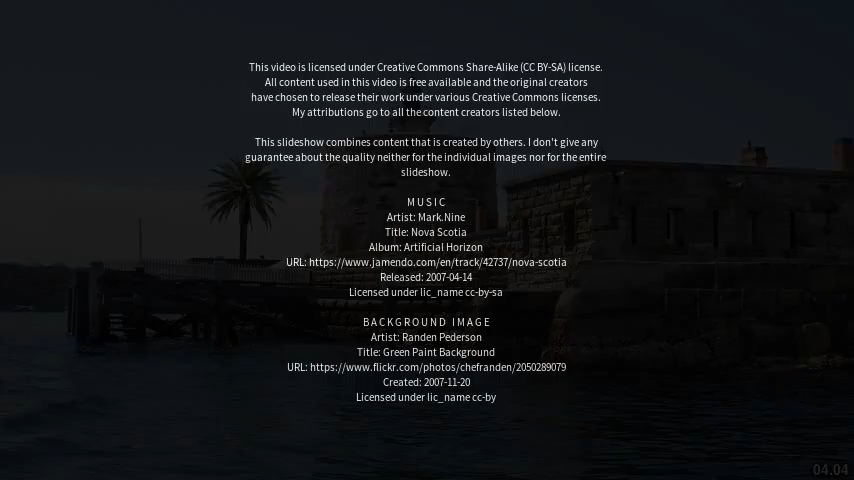 This video is licensed under Creative Commons Share-Alike (CC BY-SA) license.
All content used in this video is free available and the original creators
have chosen to release their work under various Creative Commons licenses.
My attributions go to all the content creators listed below.
This slideshow combines content that is created by others. I don't give any
guarantee about the quality neither for the individual images nor for the entire
slideshow.
MUSIC
Artist: Mark.Nine
Title: Nova Scotia
Album: Artificial Horizon
URL: https://www.jamendo.com/en/track/42737/nova-scotia
Released: 2007-04-14
Licensed under lic_name cc-by-sa
BACKGROUND IMAGE
Artist: Randen Pederson
Title: Green Paint Background
URL: https://www.flickr.com/photos/chefranden/2050289079
Created: 2007-11-20
Licensed under lic_name cc-by
04.04